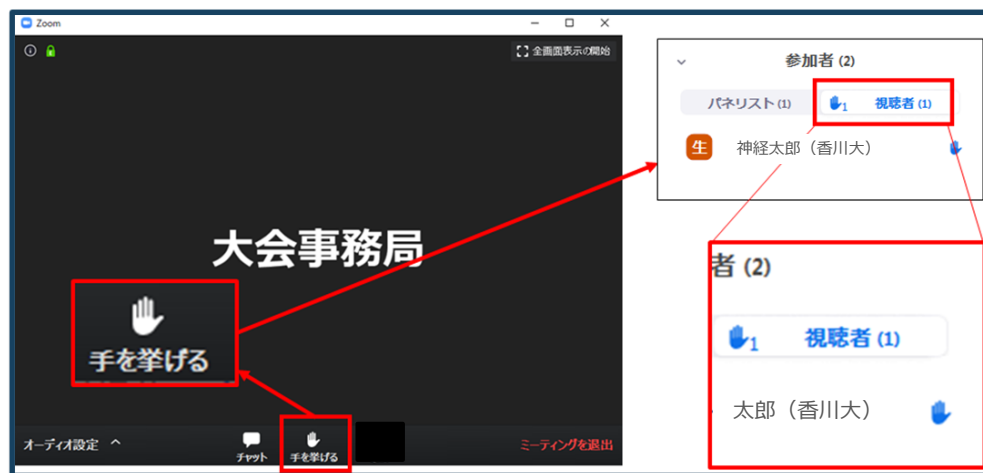 Zoom
全画面表示の開始
大会事務局
手を挙げる
オーディオ設定
チャット
手を挙げる
ミーティングを退出
参加者 (2)
パネリスト (1)
1 視聴者 (1)
生 神経太郎（香川大）
者 (2)
1 視聴者 (1)
太郎（香川大）